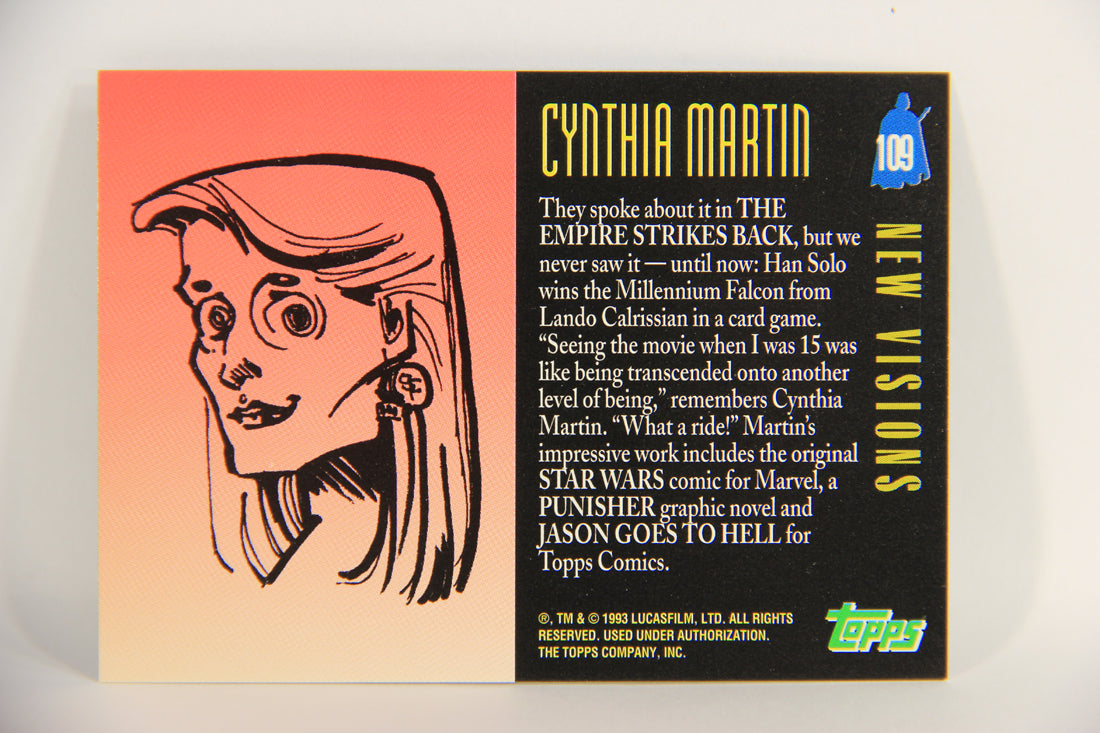 CYNTHIA MARTIN
109
NEW VISIONS
They spoke about it in THE
EMPIRE STRIKES BACK, but we
never saw it — until now: Han Solo
wins the Millennium Falcon from
Lando Calrissian in a card game.
“Seeing the movie when I was 15 was
like being transcended onto another
level of being,” remembers Cynthia
Martin. “What a ride!” Martin’s
impressive work includes the original
STAR WARS comic for Marvel, a
PUNISHER graphic novel and
JASON GOES TO HELL for
Topps Comics.
®, TM & © 1993 LUCASFILM, LTD. ALL RIGHTS
RESERVED. USED UNDER AUTHORIZATION.
THE TOPPS COMPANY, INC.
topps